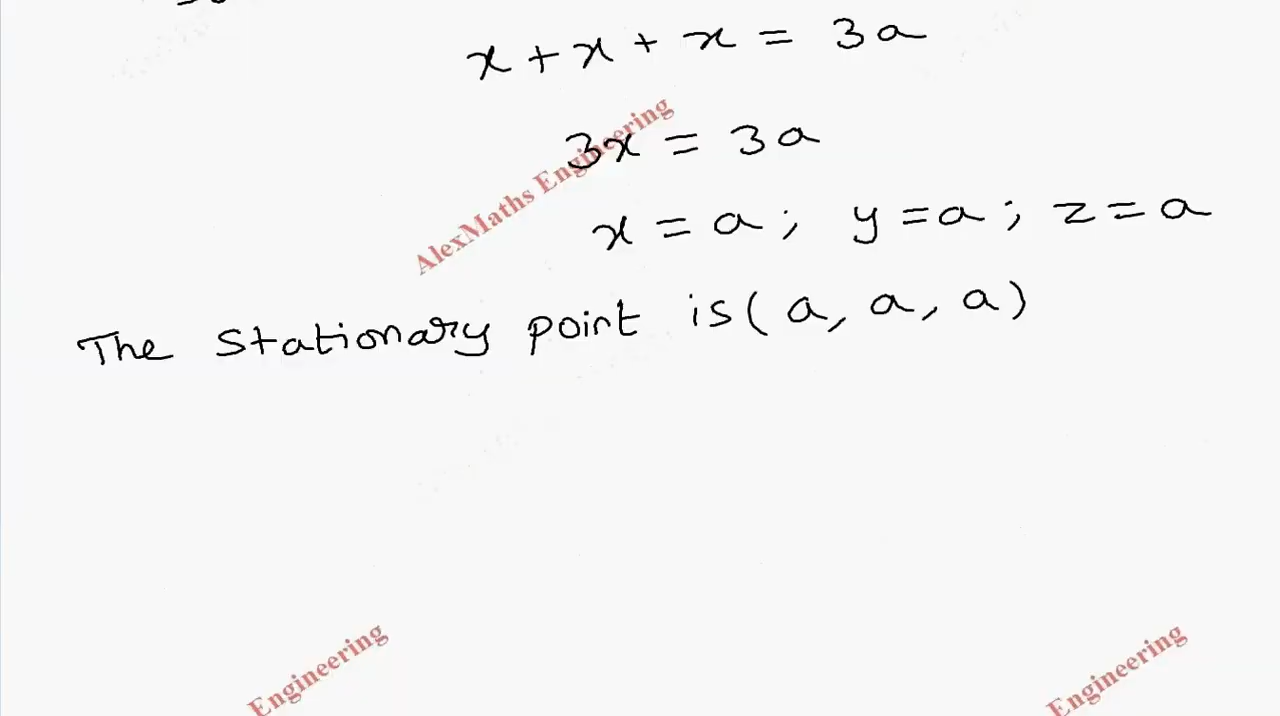 x + x + x = 3a
3x = 3a
x = a; y = a; z = a
The stationary point is (a, a, a)
AlexMaths Engineering
Engineering
Engineering